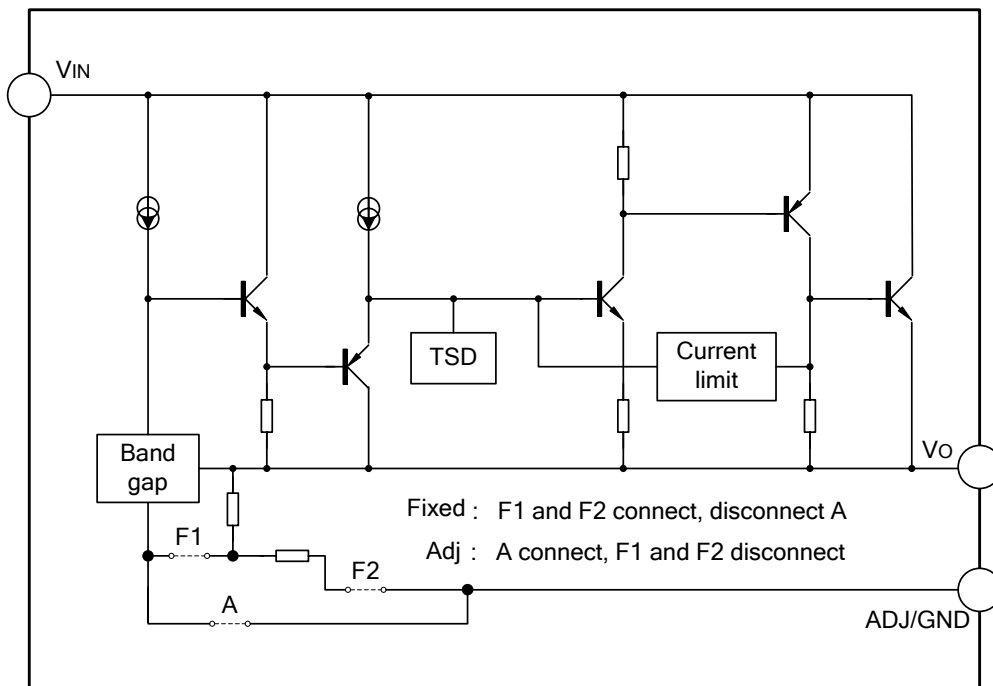 VIN
TSD
Current
limit
Band
gap
VO
Fixed : F1 and F2 connect, disconnect A
F1
Adj : A connect, F1 and F2 disconnect
F2
A
ADJ/GND